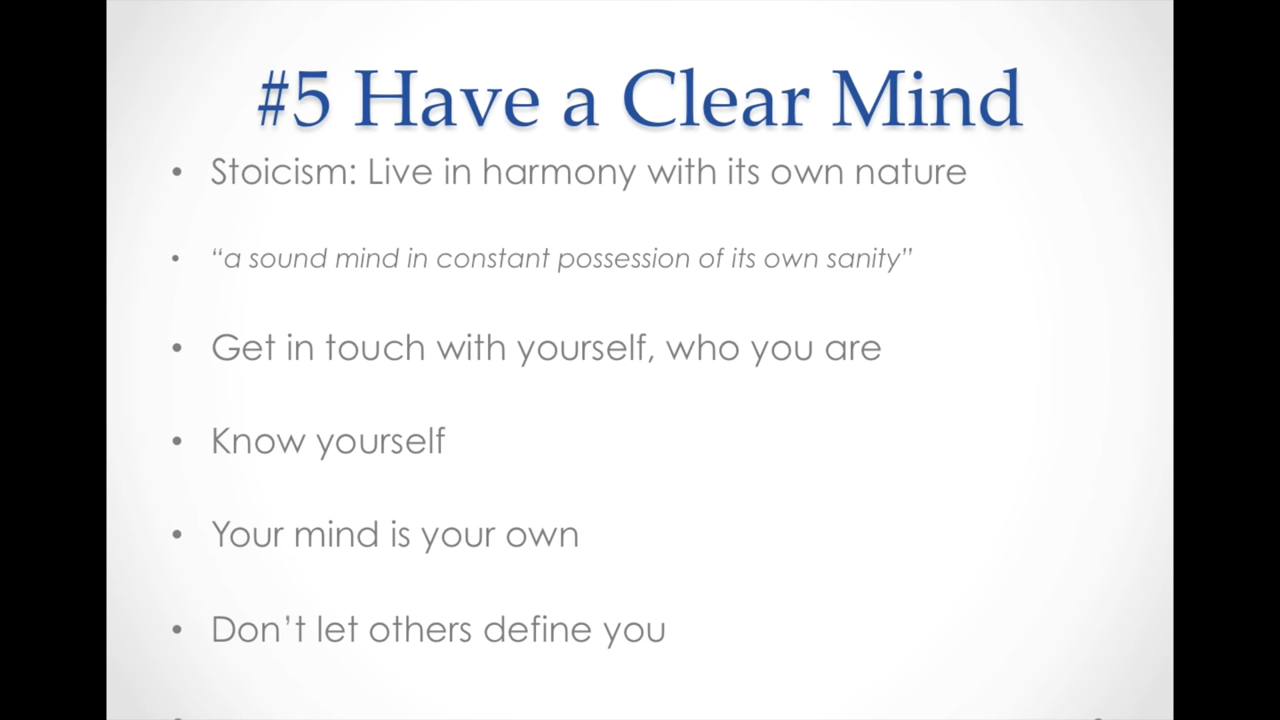 #5 Have a Clear Mind
• Stoicism: Live in harmony with its own nature
• “a sound mind in constant possession of its own sanity”
• Get in touch with yourself, who you are
• Know yourself
• Your mind is your own
• Don’t let others define you